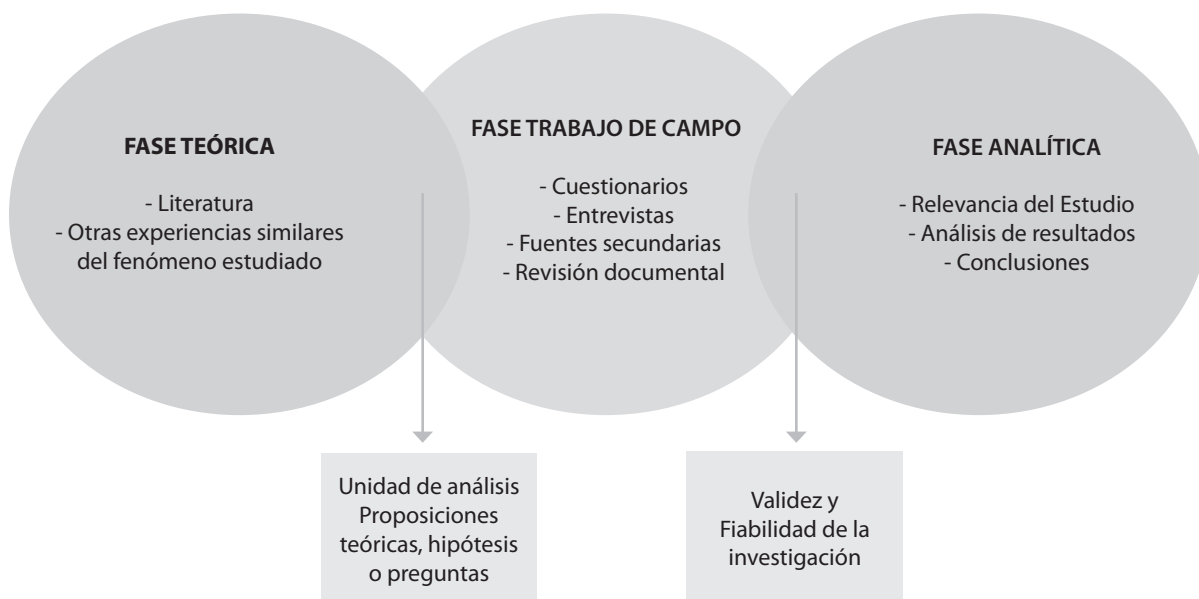 FASE TEÓRICA
- Literatura
- Otras experiencias similares
del fenómeno estudiado
FASE TRABAJO DE CAMPO
- Cuestionarios
- Entrevistas
- Fuentes secundarias
- Revisión documental
FASE ANALÍTICA
- Relevancia del Estudio
- Análisis de resultados
- Conclusiones
Unidad de análisis
Proposiciones
teóricas, hipótesis
o preguntas
Validez y
Fiabilidad de la
investigación